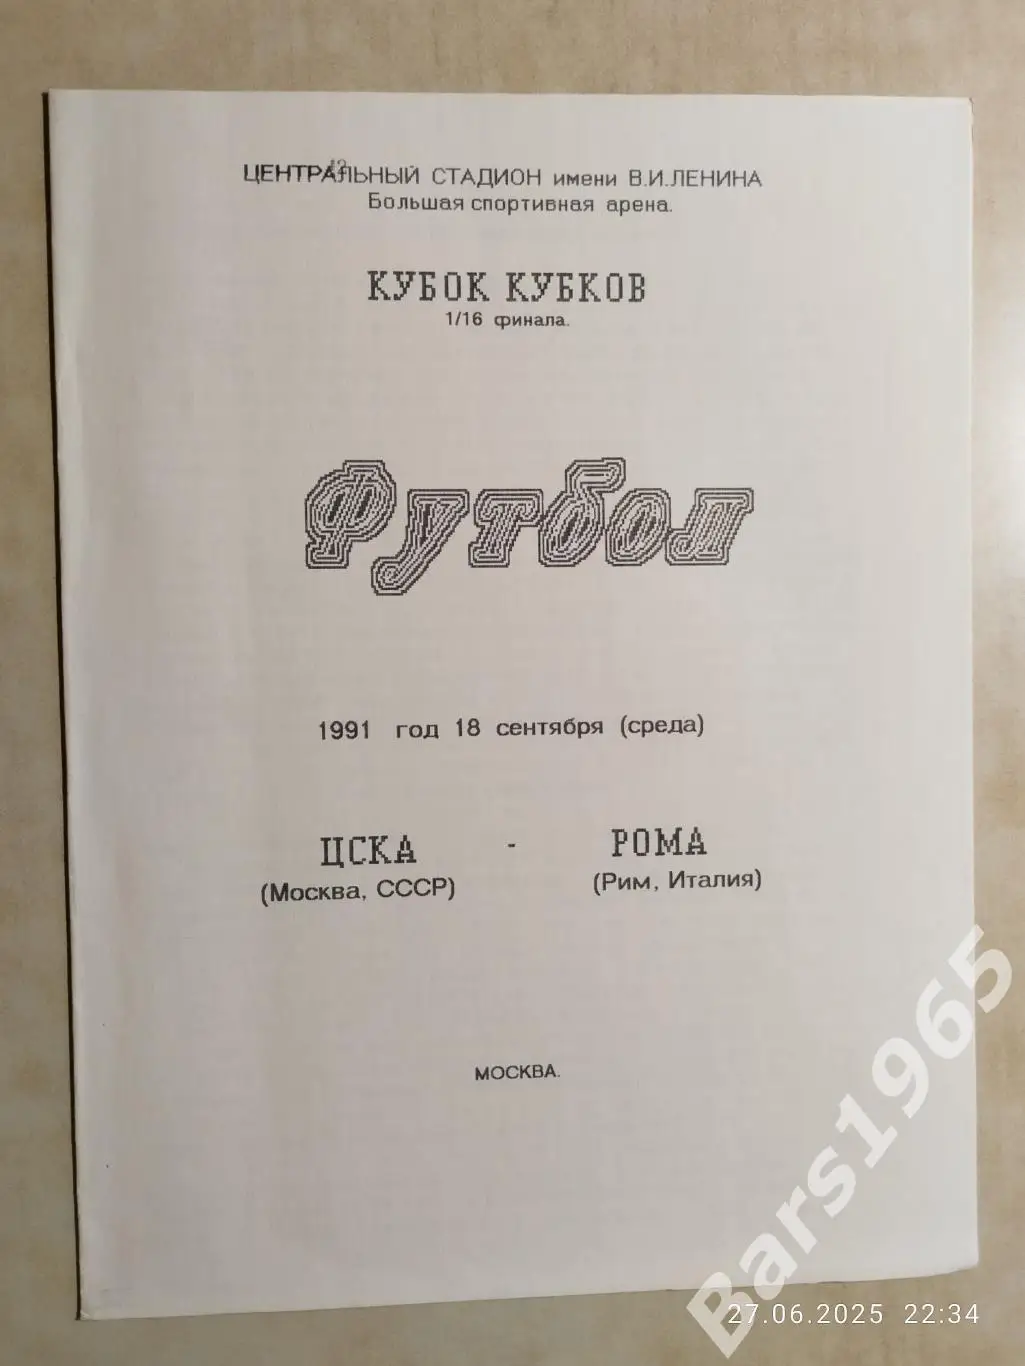 ЦЕНТРАЛЬНЫЙ СТАДИОН имени В.И.ЛЕНИНА
Большая спортивная арена.
КУБОК КУБКОВ
1/16 финала.
Футбол
1991 год 18 сентября (среда)
ЦСКА - РОМА
(Москва, СССР) (Рим, Италия)
МОСКВА.
Bars1965
27.06.2025 22:34